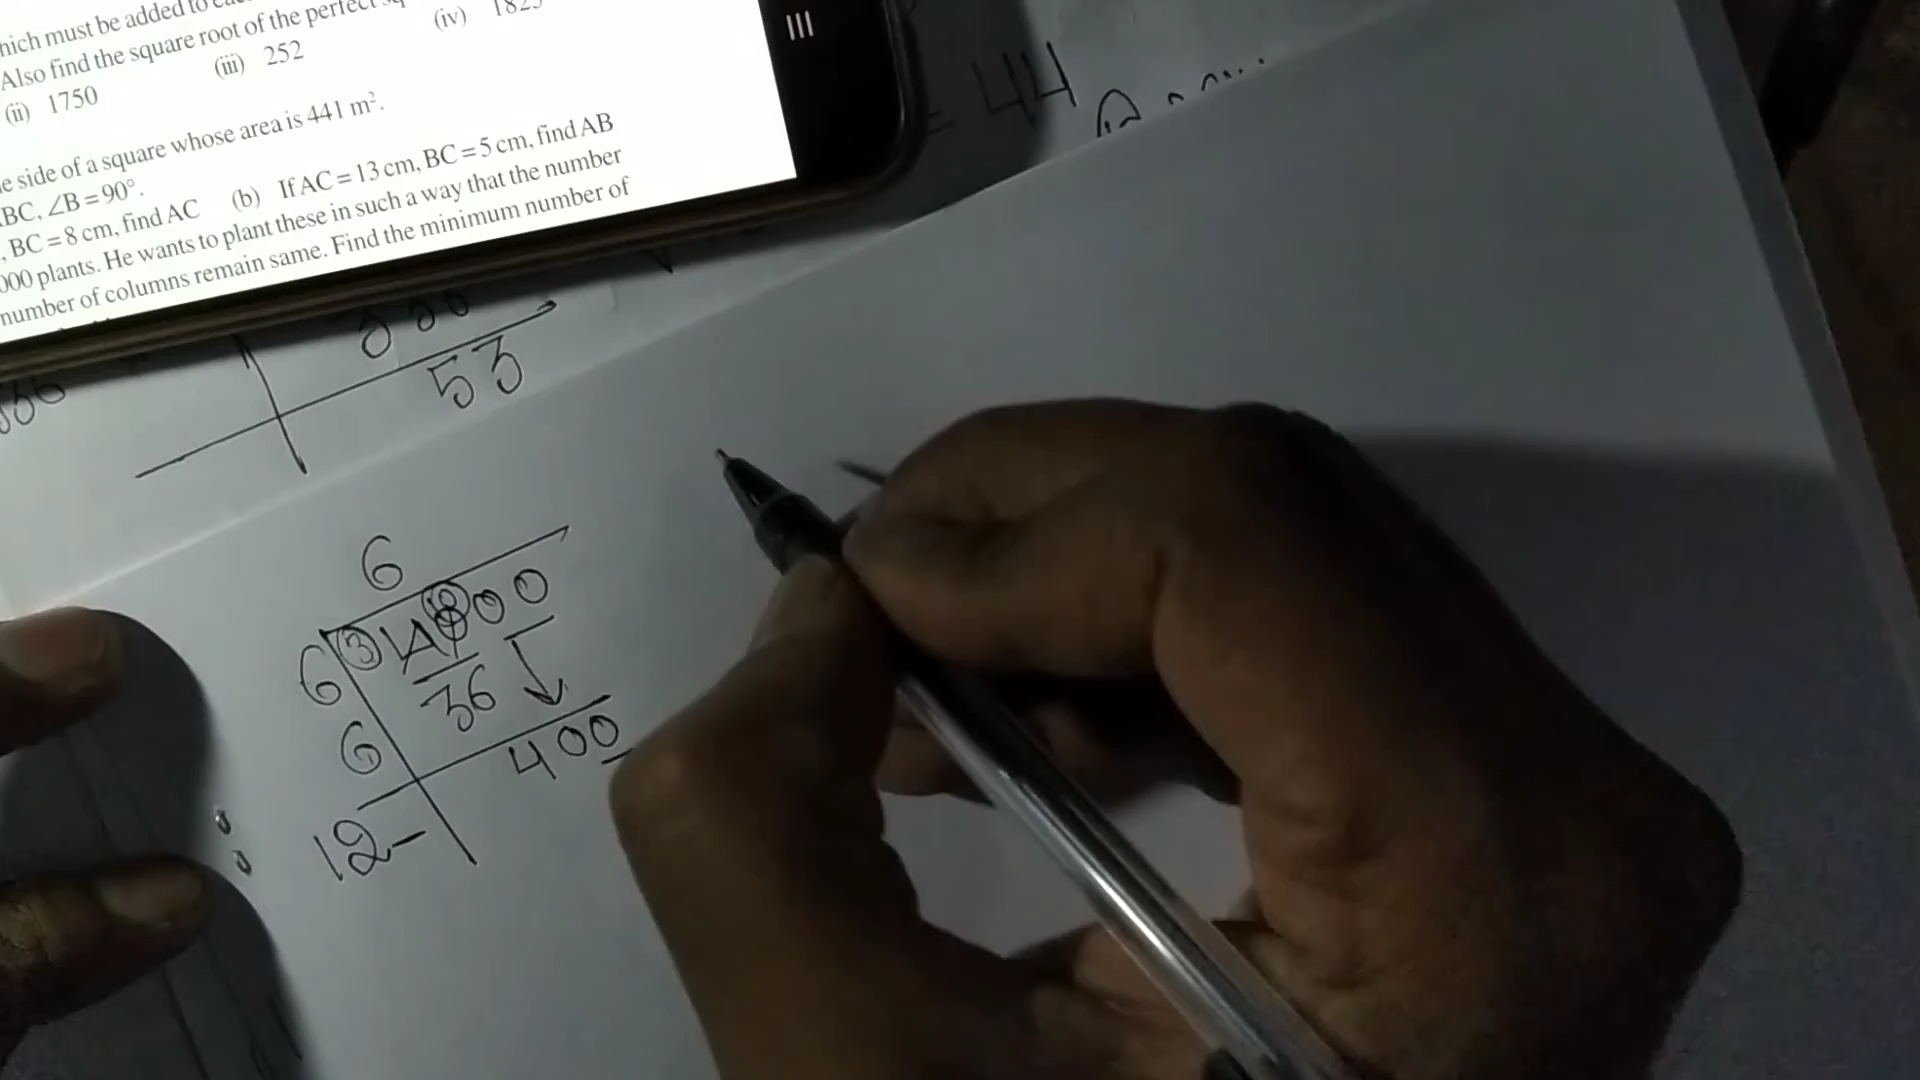 hich must be added to
Also find the square root of the perfect
(ii) 1750 (iii) 252 (iv) 1825
e side of a square whose area is 441 m².
BC, ∠B = 90°.
, BC = 8 cm, find AC (b) If AC = 13 cm, BC = 5 cm, find AB
000 plants. He wants to plant these in such a way that the number
number of columns remain same. Find the minimum number of
= 44
53
6
6 4000
36
6 400
12-